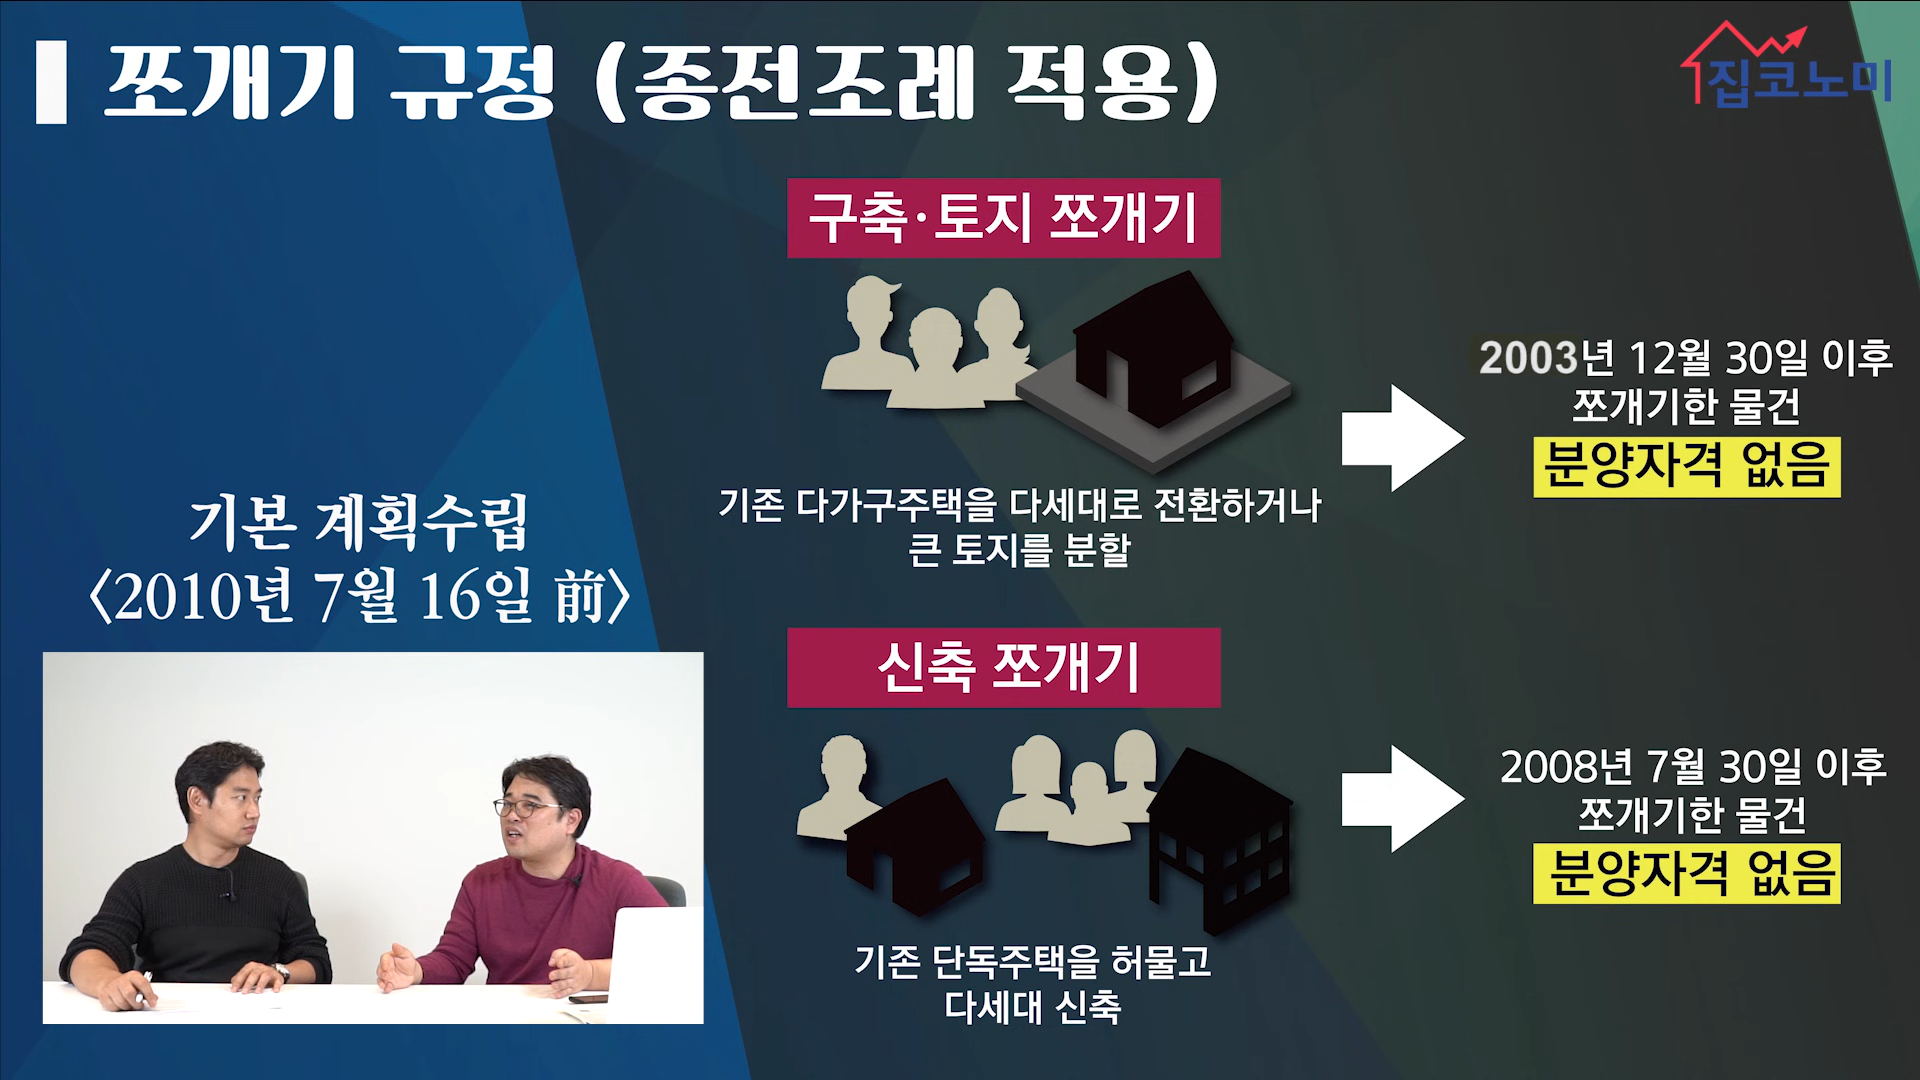 쪼개기 규정 (종전조례 적용)
집코노미
기본 계획수립
〈2010년 7월 16일 前〉
구축·토지 쪼개기
기존 다가구주택을 다세대로 전환하거나
큰 토지를 분할
2003년 12월 30일 이후
쪼개기한 물건
분양자격 없음
신축 쪼개기
기존 단독주택을 허물고
다세대 신축
2008년 7월 30일 이후
쪼개기한 물건
분양자격 없음